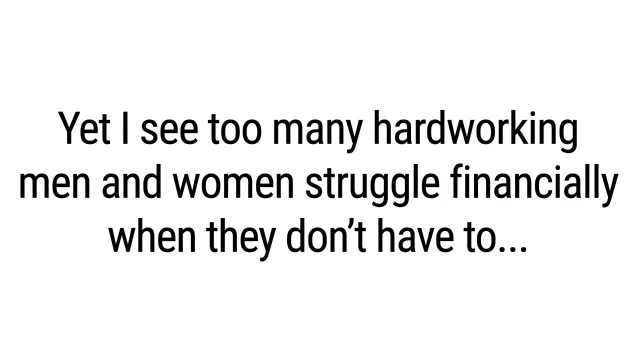 Yet I see too many hardworking
men and women struggle financially
when they don’t have to...